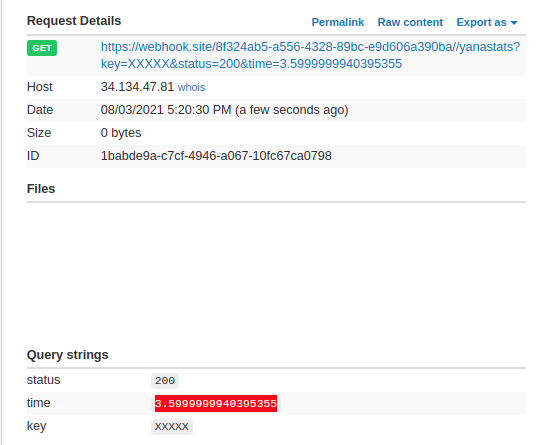 Request Details Permalink Raw content Export as
GET https://webhook.site/8f324ab5-a556-4328-89bc-e9d606a390ba//yanastats?
key=XXXXX&status=200&time=3.5999999940395355
Host 34.134.47.81 whois
Date 08/03/2021 5:20:30 PM (a few seconds ago)
Size 0 bytes
ID 1babde9a-c7cf-4946-a067-10fc67ca0798
Files
Query strings
status 200
time 3.5999999940395355
key XXXXX